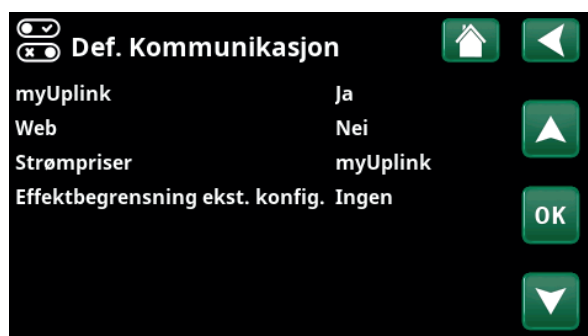 Def. Kommunikasjon
myUplink Ja
Web Nei
Strømpriser myUplink
Effektbegrensning ekst. konfig. Ingen
OK